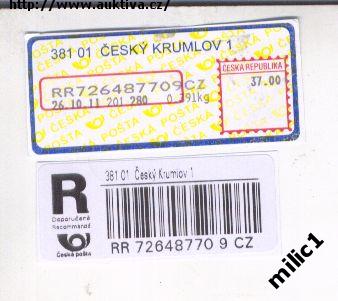 http://www.auktiva.cz/
381 01 ČESKÝ KRUMLOV 1
RR726487709CZ
26.10.11 201 280 0.391kg
ČESKÁ REPUBLIKA
37.00
ČESKÁ POŠTA
R
Doporučeně
Recommandé
Česká pošta
381 01 Český Krumlov 1
RR 72648770 9 CZ
milic1